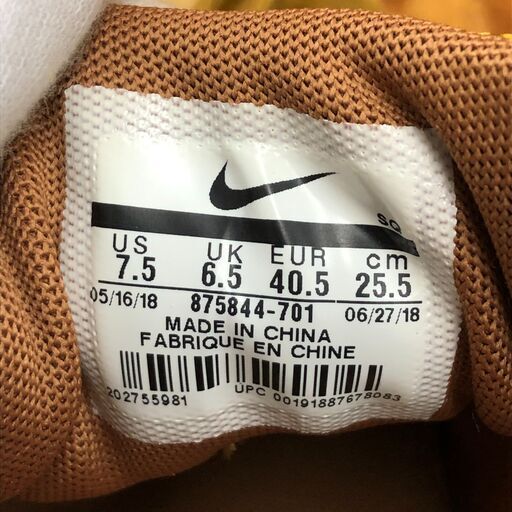 SQ
US UK EUR cm
7.5 6.5 40.5 25.5
05/16/18 875844-701 06/27/18
MADE IN CHINA
FABRIQUE EN CHINE
202755981 UPC 00191887678083